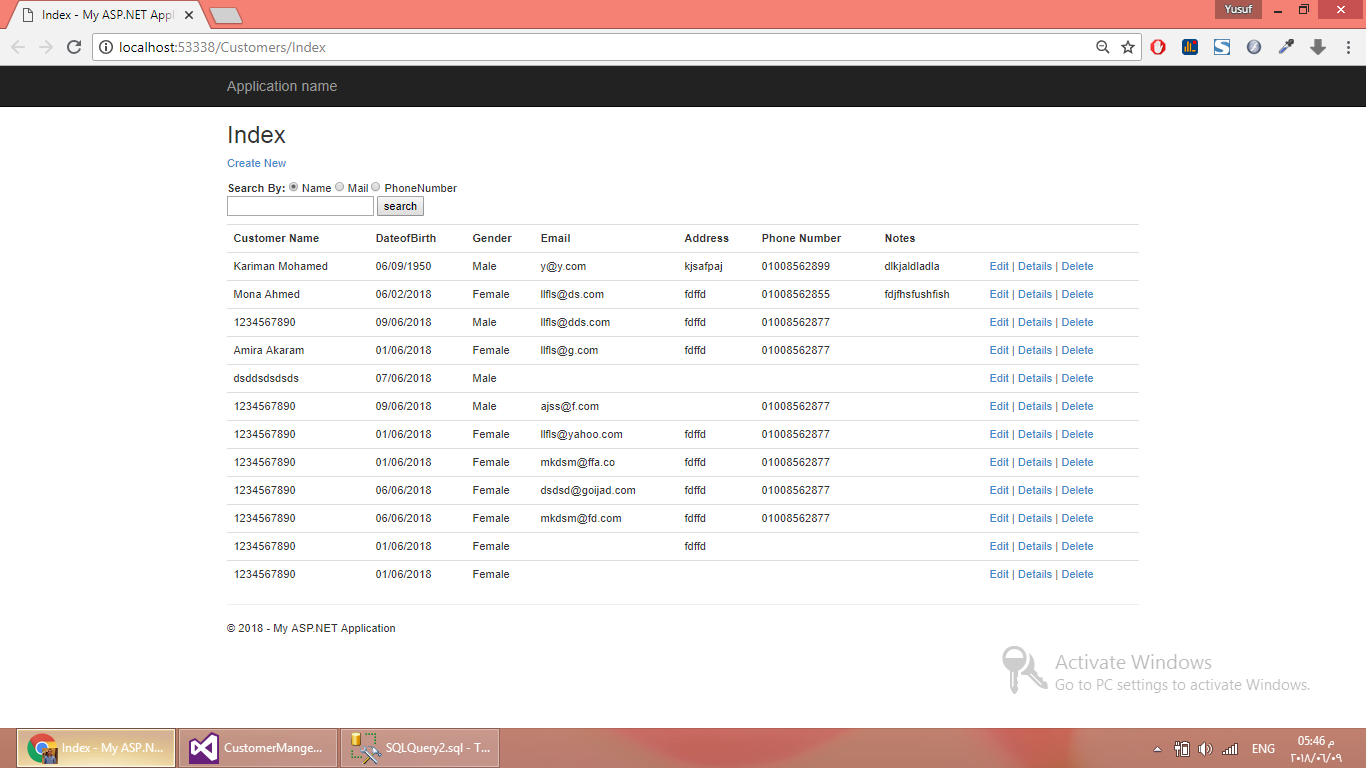 Index - My ASP.NET Appl
Yusuf
localhost:53338/Customers/Index
Application name
Index
Create New
Search By: Name Mail PhoneNumber
search
Customer Name DateofBirth Gender Email Address Phone Number Notes
Kariman Mohamed 06/09/1950 Male y@y.com kjsafpaj 01008562899 dlkjaldladla Edit | Details | Delete
Mona Ahmed 06/02/2018 Female llfls@ds.com fdffd 01008562855 fdjfhsfushfish Edit | Details | Delete
1234567890 09/06/2018 Male llfls@dds.com fdffd 01008562877 Edit | Details | Delete
Amira Akaram 01/06/2018 Female llfls@g.com fdffd 01008562877 Edit | Details | Delete
dsddsdsdsds 07/06/2018 Male Edit | Details | Delete
1234567890 09/06/2018 Male ajss@f.com 01008562877 Edit | Details | Delete
1234567890 01/06/2018 Female llfls@yahoo.com fdffd 01008562877 Edit | Details | Delete
1234567890 01/06/2018 Female mkdsm@ffa.co fdffd 01008562877 Edit | Details | Delete
1234567890 06/06/2018 Female dsdsd@goijad.com fdffd 01008562877 Edit | Details | Delete
1234567890 06/06/2018 Female mkdsm@fd.com fdffd 01008562877 Edit | Details | Delete
1234567890 01/06/2018 Female fdffd Edit | Details | Delete
1234567890 01/06/2018 Female Edit | Details | Delete
© 2018 - My ASP.NET Application
Activate Windows
Go to PC settings to activate Windows.
Index - My ASP.N... CustomerMange... SQLQuery2.sql - T... ENG 05:46 م
٢٠١٨/٠٦/٠٩